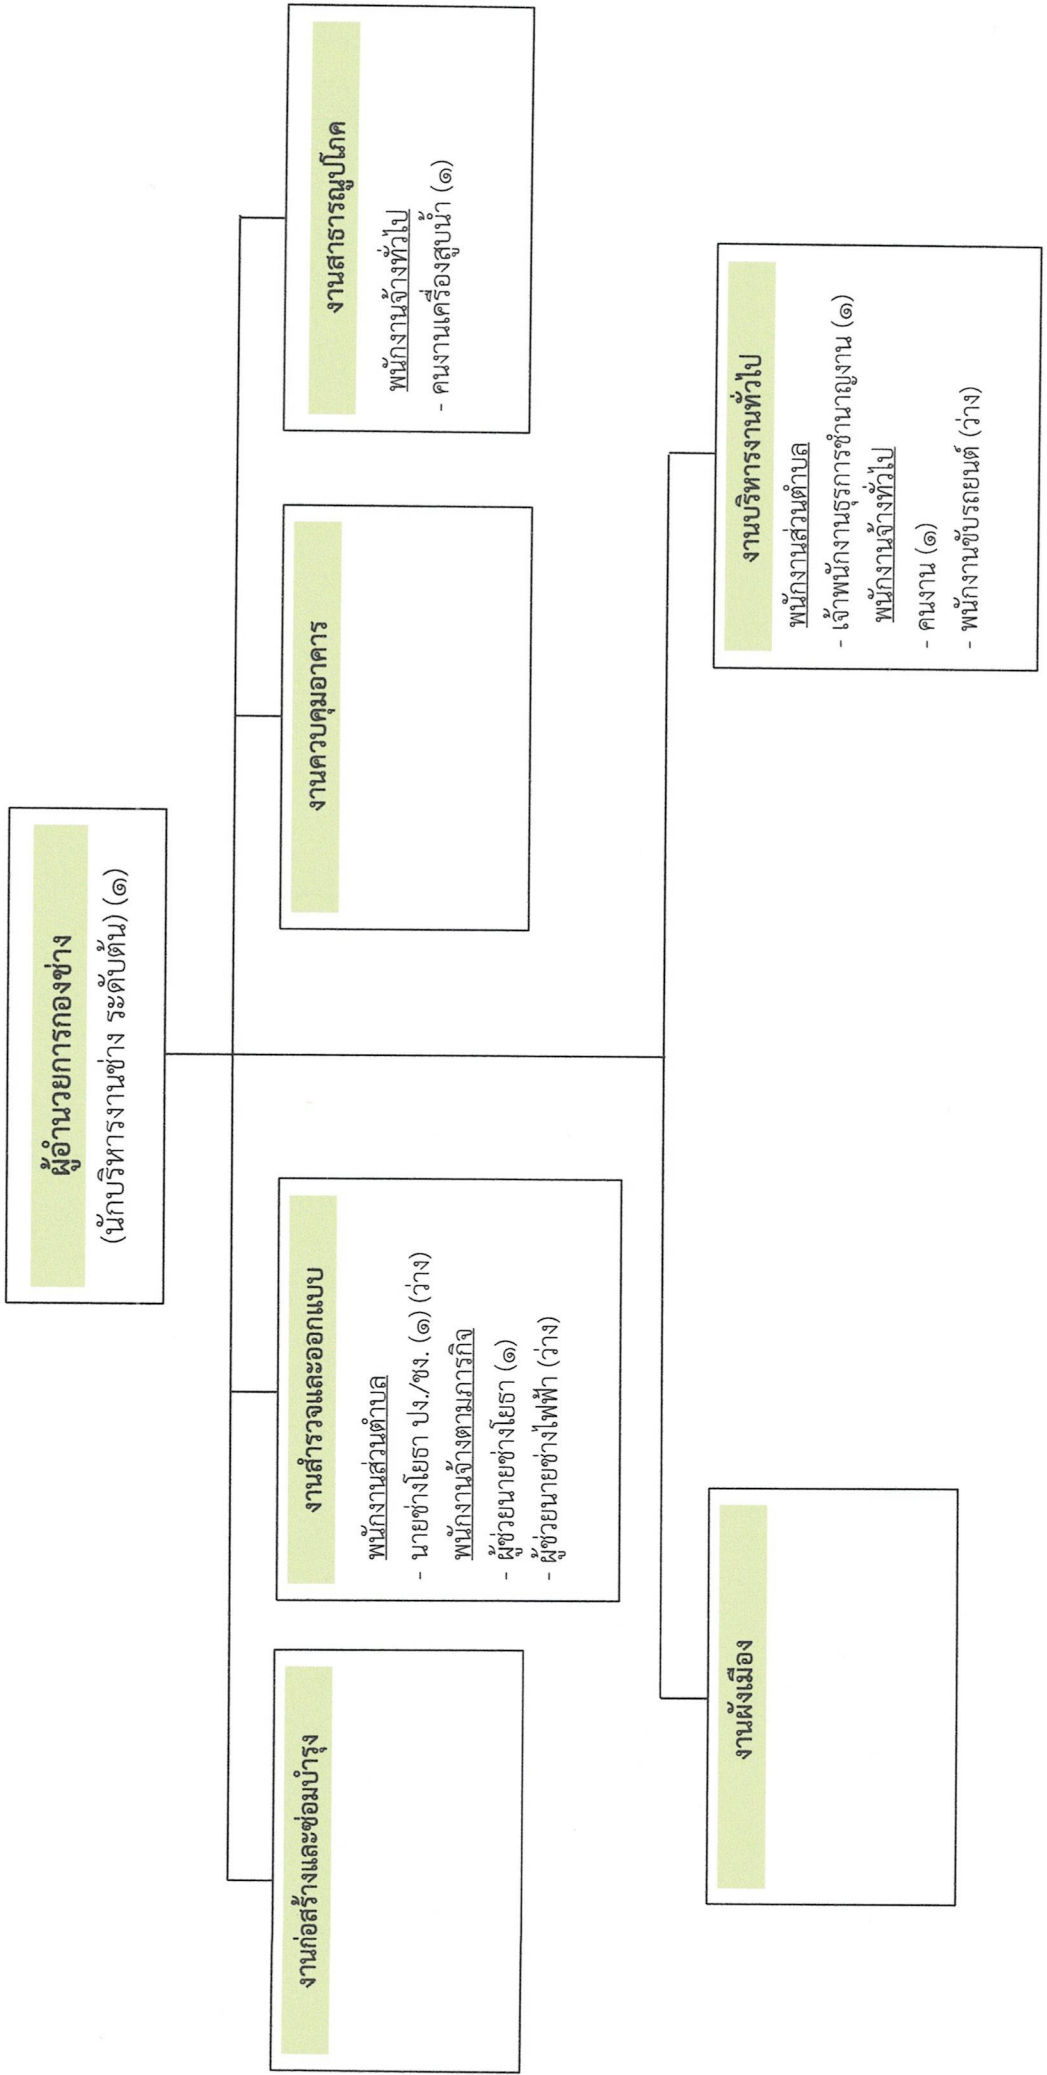 ผู้อำนวยการกองช่าง
(นักบริหารงานช่าง ระดับต้น) (๑)
งานก่อสร้างและซ่อมบำรุง
งานสำรวจและออกแบบ
พนักงานส่วนตำบล
- นายช่างโยธา ปง./ชง. (๑) (ว่าง)
พนักงานจ้างตามภารกิจ
- ผู้ช่วยนายช่างโยธา (๑)
- ผู้ช่วยนายช่างไฟฟ้า (ว่าง)
งานควบคุมอาคาร
งานสาธารณูปโภค
พนักงานจ้างทั่วไป
- คนงานเครื่องสูบน้ำ (๑)
งานผังเมือง
งานบริหารงานทั่วไป
พนักงานส่วนตำบล
- เจ้าพนักงานธุรการชำนาญงาน (๑)
พนักงานจ้างทั่วไป
- คนงาน (๑)
- พนักงานขับรถยนต์ (ว่าง)